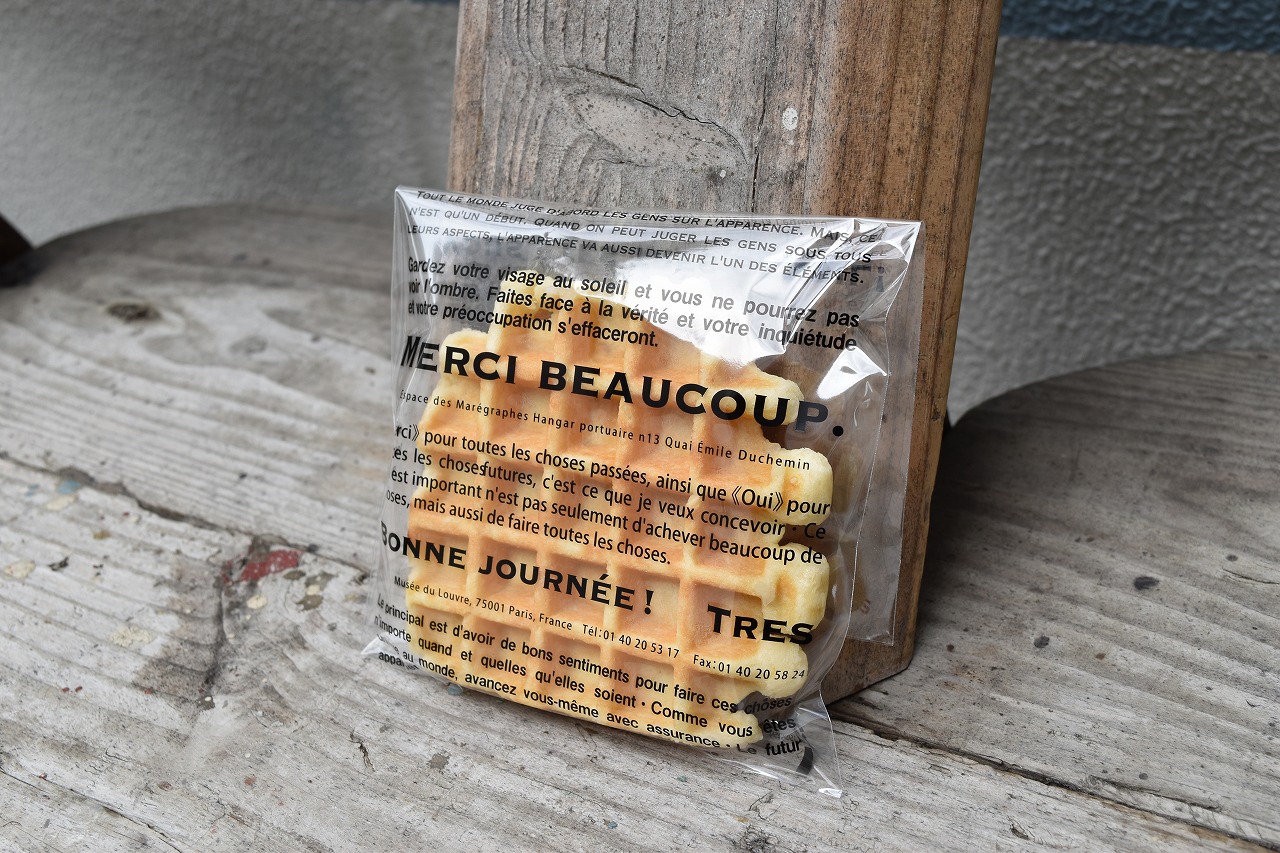 TOUT LE MONDE JUGE D'ABORD LES GENS SUR L'APPARENCE. MAIS, CE
N'EST QU'UN DÉBUT. QUAND ON PEUT JUGER LES GENS SOUS TOUS
LEURS ASPECTS, L'APPARENCE VA AUSSI DEVENIR L'UN DES ÉLÉMENTS.
Gardez votre visage au soleil et vous ne pourrez pas
voir l'ombre. Faites face à la vérité et votre inquiétude
et votre préoccupation s'effaceront.
MERCI BEAUCOUP.
Espace des Marégraphes Hangar portuaire n13 Quai Émile Duchemin
rci》 pour toutes les choses passées, ainsi que 《Oui》 pour
es les choses futures, c'est ce que je veux concevoir · Ce
est important n'est pas seulement d'achever beaucoup de
oses, mais aussi de faire toutes les choses.
BONNE JOURNÉE! TRES
Musée du Louvre, 75001 Paris, France Tél:01 40 20 53 17 Fax:01 40 20 58 24
Le principal est d'avoir de bons sentiments pour faire ces choses
n'importe quand et quelles qu'elles soient · Comme vous êtes
au monde, avancez vous-même avec assurance · Le futur